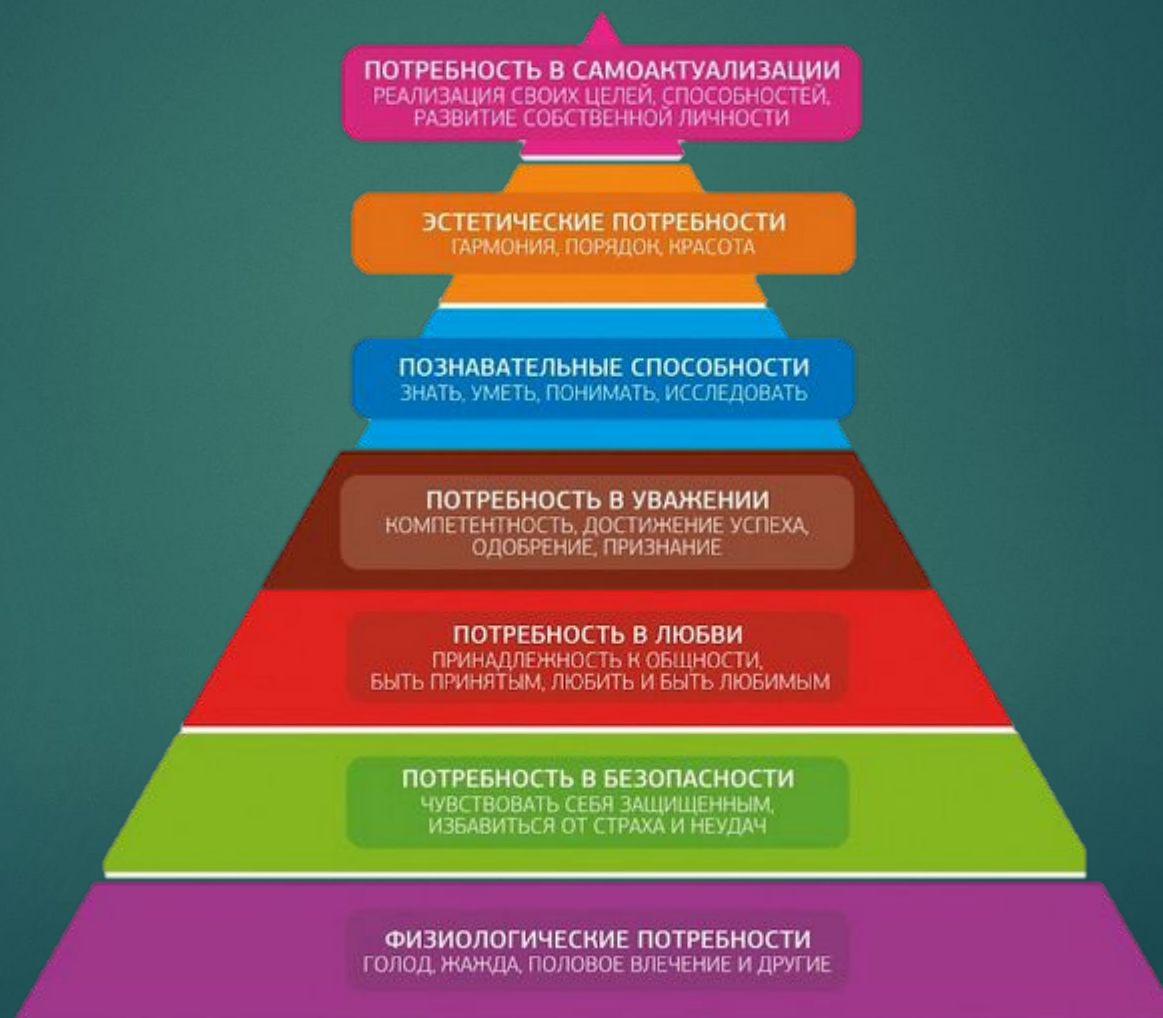 ПОТРЕБНОСТЬ В САМОАКТУАЛИЗАЦИИ
РЕАЛИЗАЦИЯ СВОИХ ЦЕЛЕЙ, СПОСОБНОСТЕЙ,
РАЗВИТИЕ СОБСТВЕННОЙ ЛИЧНОСТИ
ЭСТЕТИЧЕСКИЕ ПОТРЕБНОСТИ
ГАРМОНИЯ, ПОРЯДОК, КРАСОТА
ПОЗНАВАТЕЛЬНЫЕ СПОСОБНОСТИ
ЗНАТЬ, УМЕТЬ, ПОНИМАТЬ, ИССЛЕДОВАТЬ
ПОТРЕБНОСТЬ В УВАЖЕНИИ
КОМПЕТЕНТНОСТЬ, ДОСТИЖЕНИЕ УСПЕХА,
ОДОБРЕНИЕ, ПРИЗНАНИЕ
ПОТРЕБНОСТЬ В ЛЮБВИ
ПРИНАДЛЕЖНОСТЬ К ОБЩНОСТИ,
БЫТЬ ПРИНЯТЫМ, ЛЮБИТЬ И БЫТЬ ЛЮБИМЫМ
ПОТРЕБНОСТЬ В БЕЗОПАСНОСТИ
ЧУВСТВОВАТЬ СЕБЯ ЗАЩИЩЕННЫМ,
ИЗБАВИТЬСЯ ОТ СТРАХА И НЕУДАЧ
ФИЗИОЛОГИЧЕСКИЕ ПОТРЕБНОСТИ
ГОЛОД, ЖАЖДА, ПОЛОВОЕ ВЛЕЧЕНИЕ И ДРУГИЕ